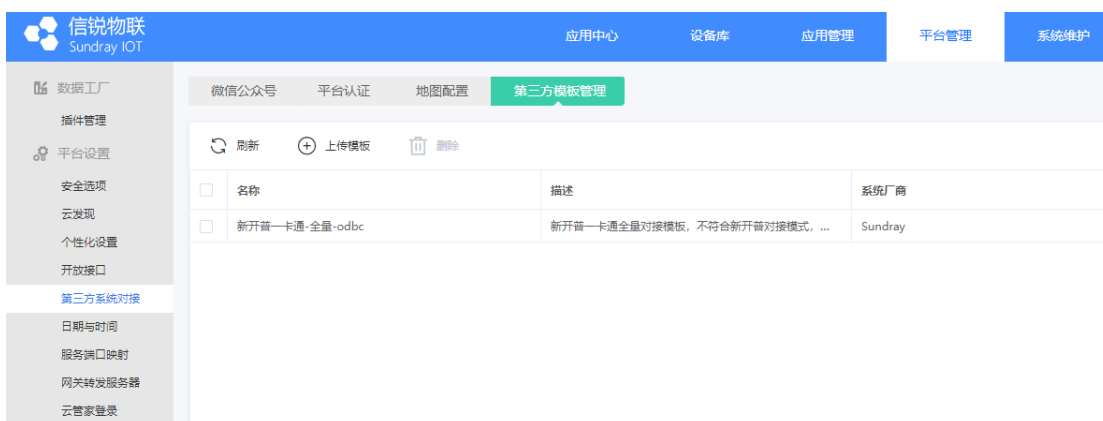 信锐物联
Sundray IOT
应用中心 设备库 应用管理 平台管理 系统维护
数据工厂
插件管理
平台设置
安全选项
云发现
个性化设置
开放接口
第三方系统对接
日期与时间
服务端口映射
网关转发服务器
云管家登录
微信公众号 平台认证 地图配置 第三方模板管理
刷新 上传模板 删除
名称 描述 系统厂商
新开普一卡通-全量-odbc 新开普一卡通全量对接模板，不符合新开普对接模式，... Sundray